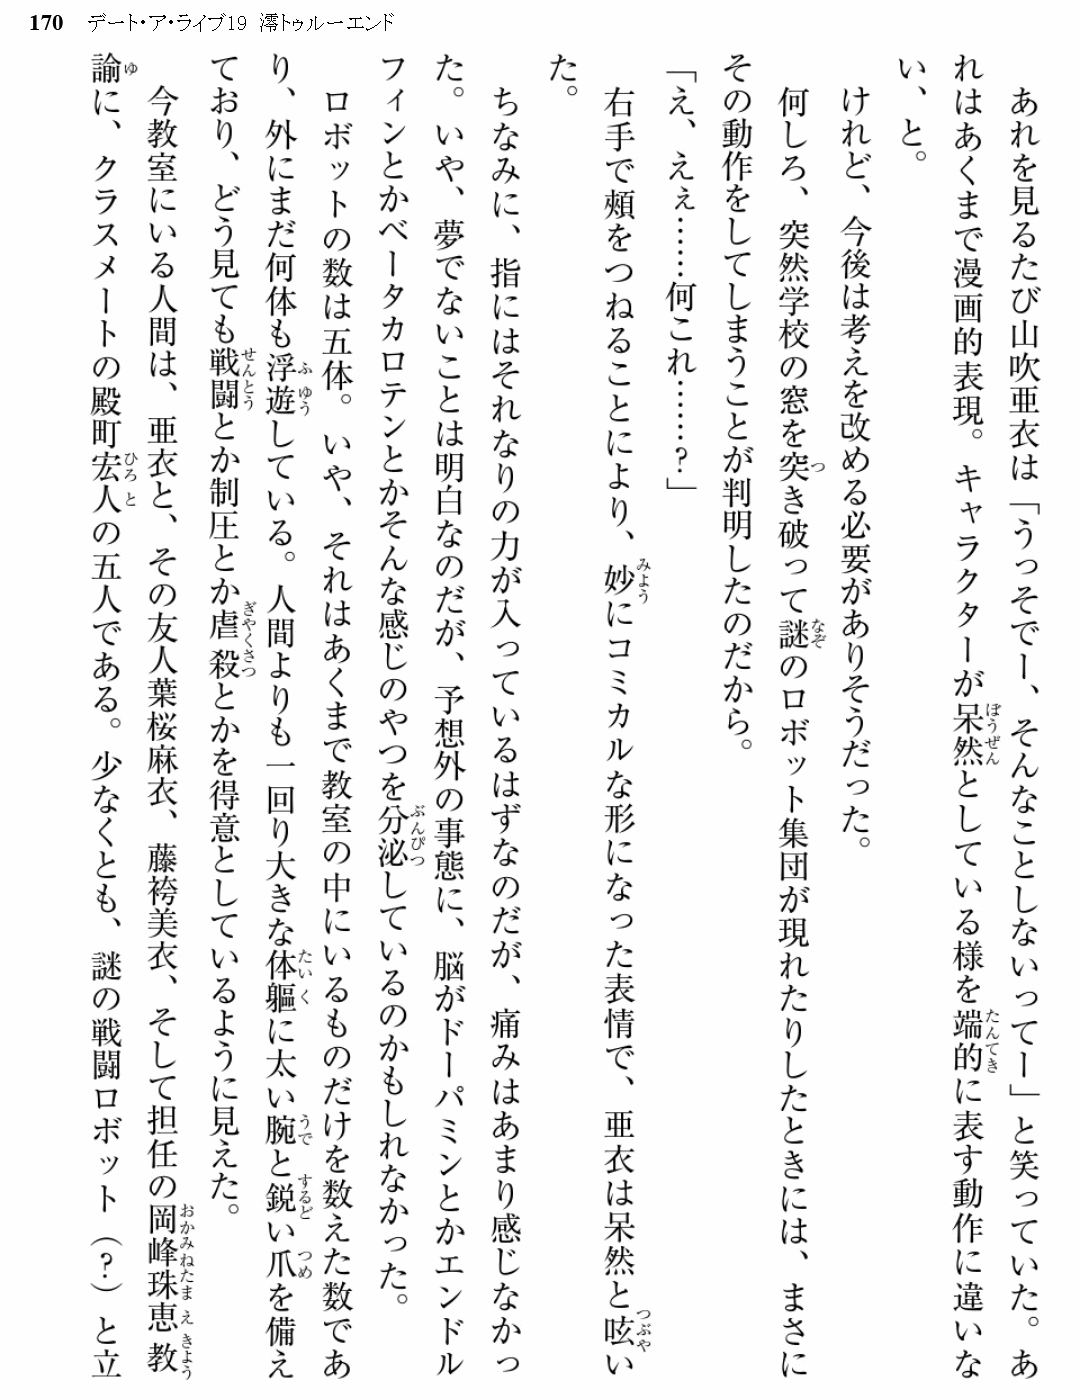 170 デート・ア・ライブ19 澪トゥルーエンド
あれを見るたび山吹亜衣は「うっそでー、そんなことしないってー」と笑っていた。あ
れはあくまで漫画的表現。キャラクターが呆然としている様を端的に表す動作に違いな
い、と。
けれど、今後は考えを改める必要がありそうだった。
何しろ、突然学校の窓を突き破って謎のロボット集団が現れたりしたときには、まさに
その動作をしてしまうことが判明したのだから。
「え、えぇ……何これ……?」
右手で頰をつねることにより、妙にコミカルな形になった表情で、亜衣は呆然と呟い
た。
ちなみに、指にはそれなりの力が入っているはずなのだが、痛みはあまり感じなかっ
た。いや、夢でないことは明白なのだが、予想外の事態に、脳がドーパミンとかエンドル
フィンとかベータカロテンとかそんな感じのやつを分泌しているのかもしれなかった。
ロボットの数は五体。いや、それはあくまで教室の中にいるものだけを数えた数であ
り、外にまだ何体も浮遊している。人間よりも一回り大きな体軀に太い腕と鋭い爪を備え
ており、どう見ても戦闘とか制圧とか虐殺とかを得意としているように見えた。
今教室にいる人間は、亜衣と、その友人葉桜麻衣、藤袴美衣、そして担任の岡峰珠恵教
諭に、クラスメートの殿町宏人の五人である。少なくとも、謎の戦闘ロボット(?)と立